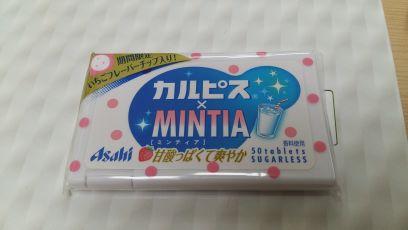 期間限定
いちごフレーバーチップ入り!
カルピス®
×
MINTIA
[ミンティア]
Asahi
甘酸っぱくて爽やか
香料使用
50tablets
SUGARLESS